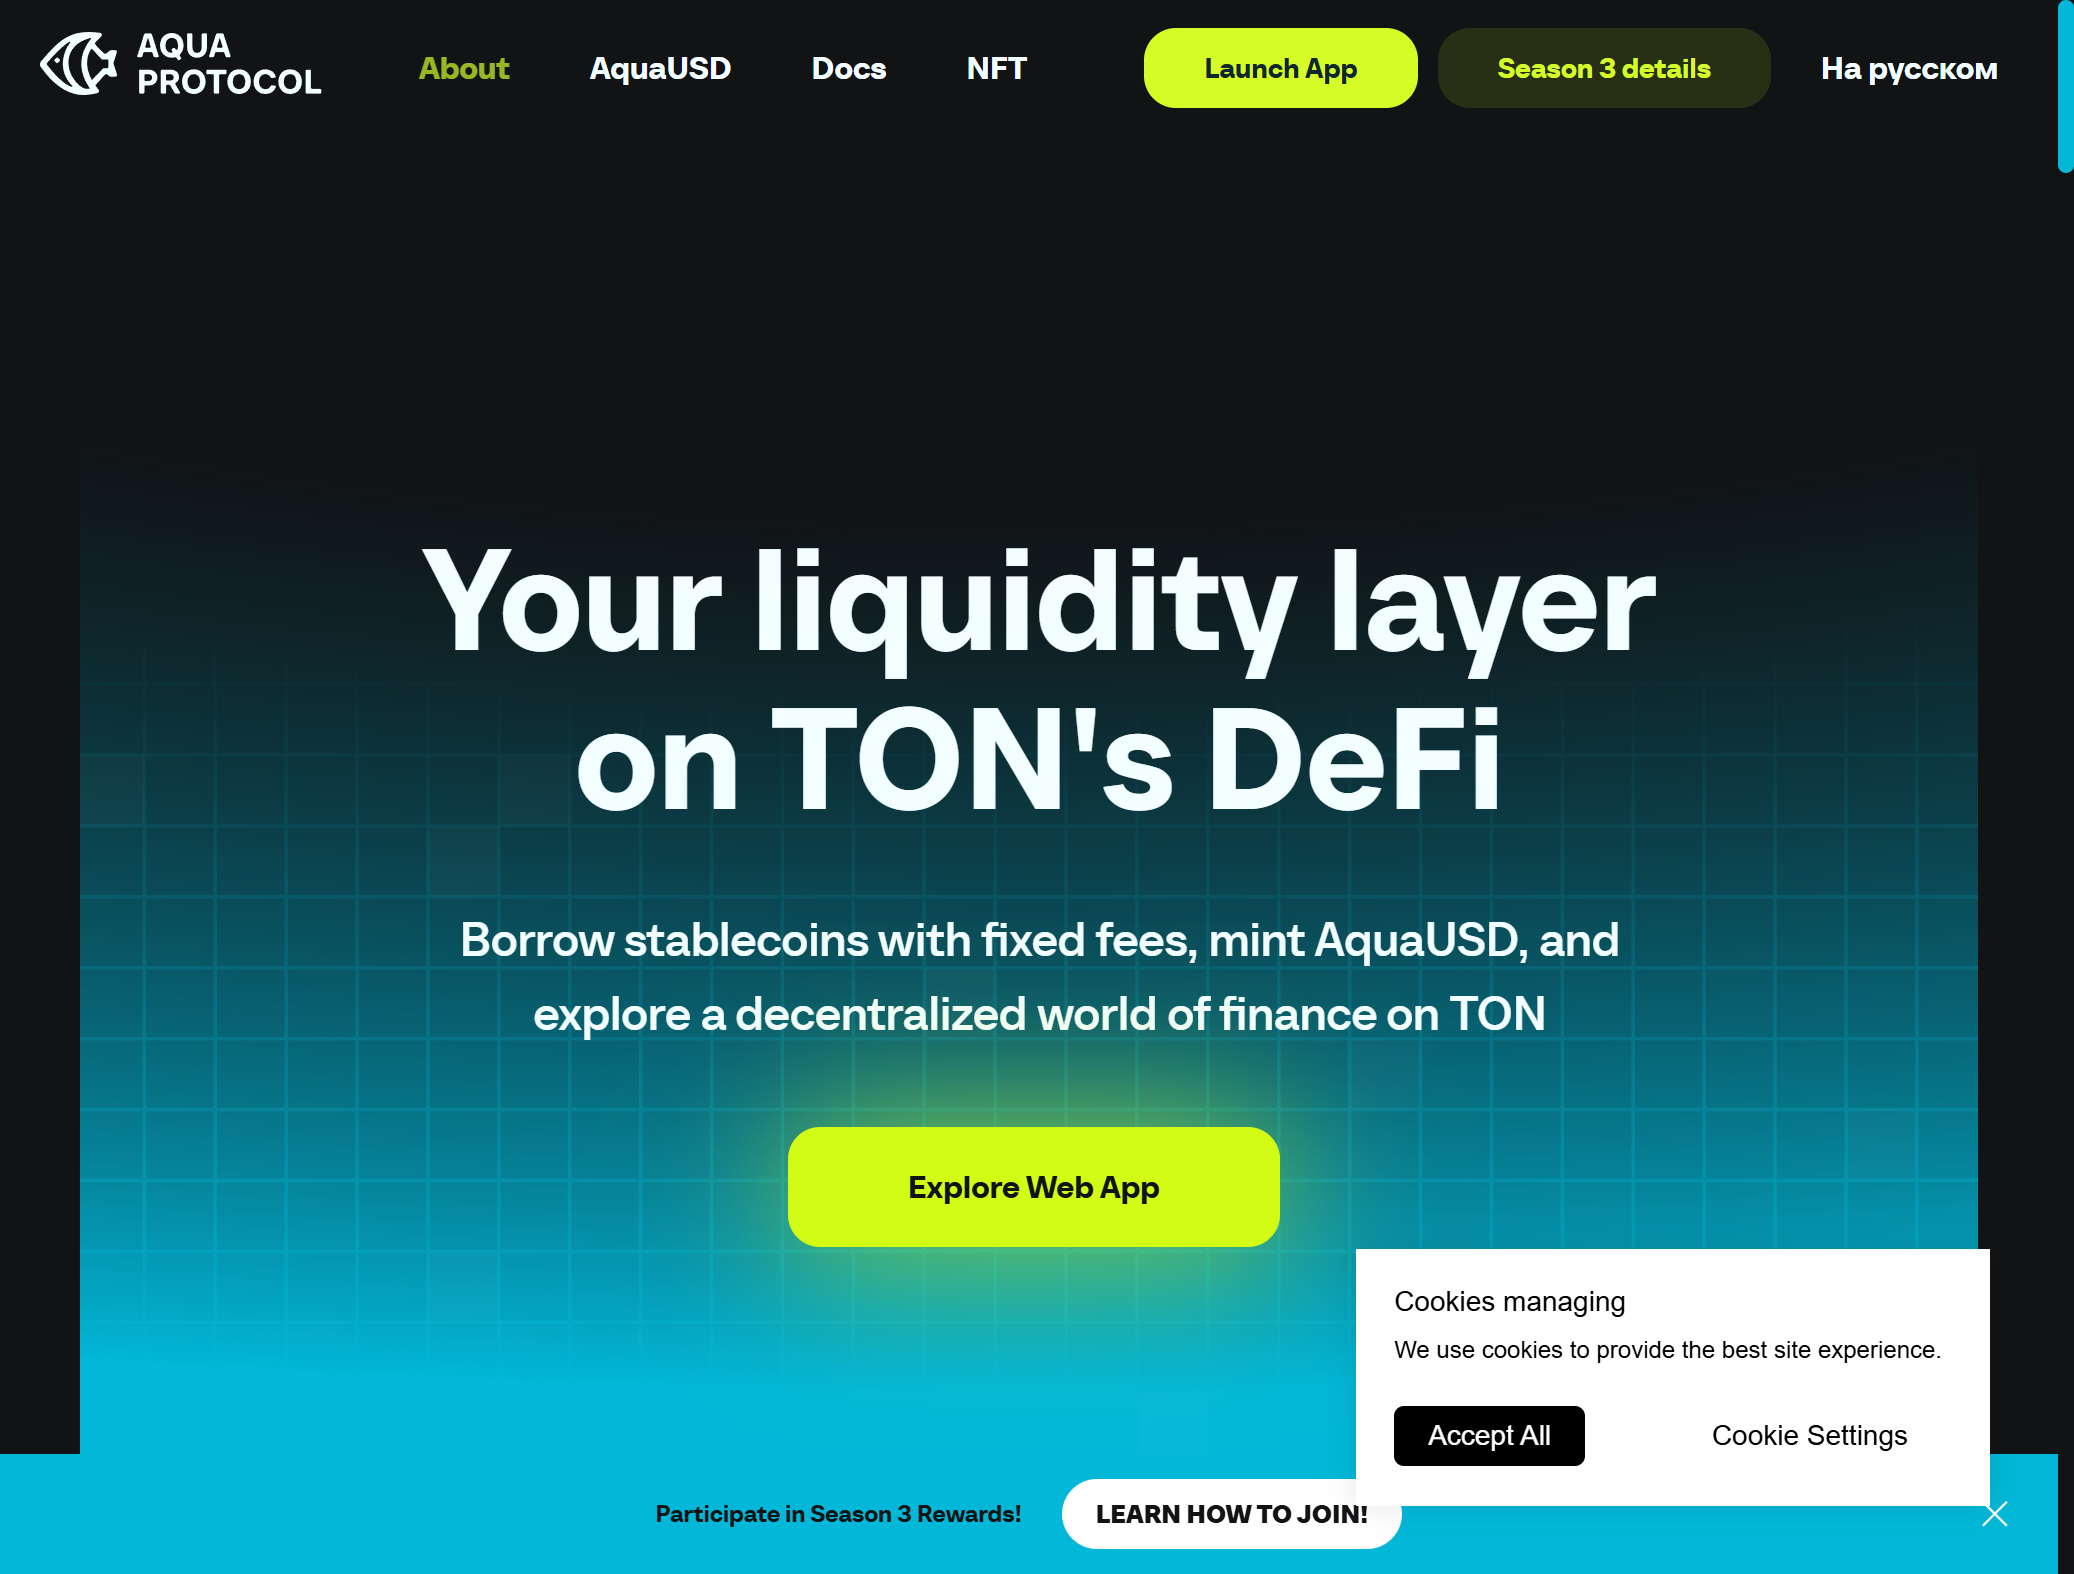 AQUA
PROTOCOL
About
AquaUSD
Docs
NFT
Launch App
Season 3 details
На русском
Your liquidity layer
on TON's DeFi
Borrow stablecoins with fixed fees, mint AquaUSD, and
explore a decentralized world of finance on TON
Explore Web App
Cookies managing
We use cookies to provide the best site experience.
Accept All
Cookie Settings
Participate in Season 3 Rewards!
LEARN HOW TO JOIN!